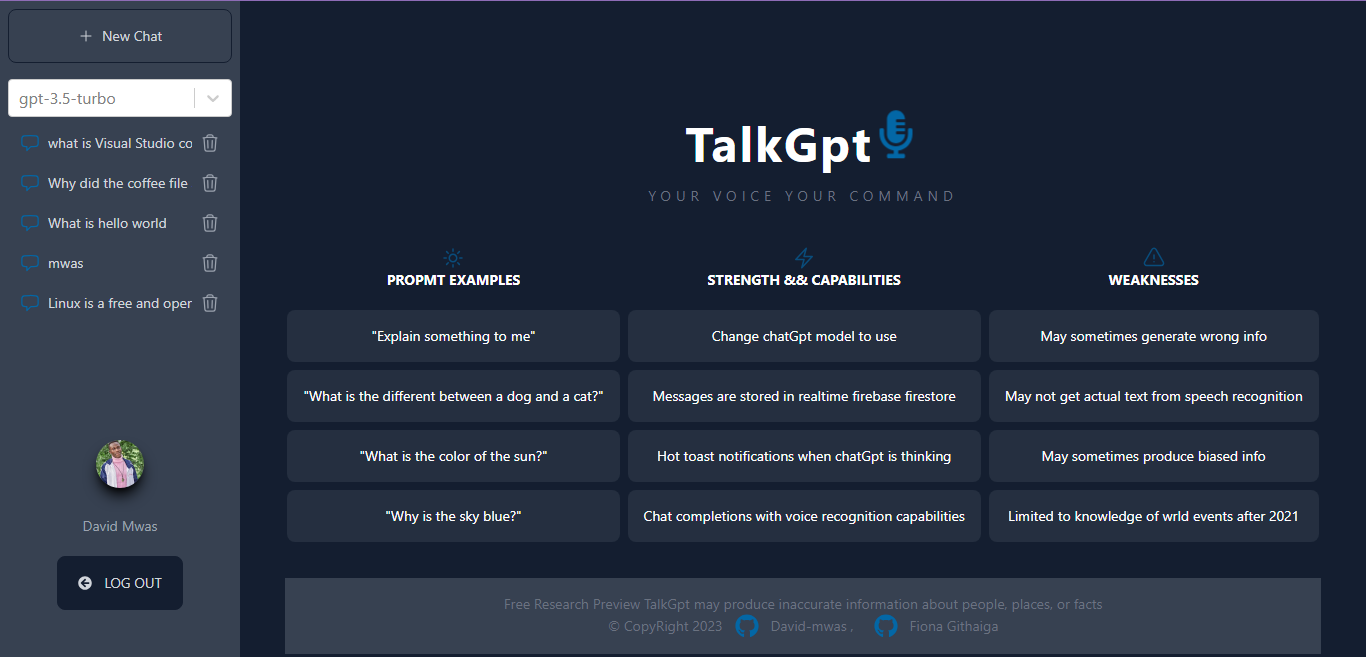 New Chat
gpt-3.5-turbo
what is Visual Studio co
Why did the coffee file
What is hello world
mwas
Linux is a free and oper
David Mwas
LOG OUT
TalkGpt
YOUR VOICE YOUR COMMAND
PROPMT EXAMPLES
"Explain something to me"
"What is the different between a dog and a cat?"
"What is the color of the sun?"
"Why is the sky blue?"
STRENGTH && CAPABILITIES
Change chatGpt model to use
Messages are stored in realtime firebase firestore
Hot toast notifications when chatGpt is thinking
Chat completions with voice recognition capabilities
WEAKNESSES
May sometimes generate wrong info
May not get actual text from speech recognition
May sometimes produce biased info
Limited to knowledge of wrld events after 2021
Free Research Preview TalkGpt may produce inaccurate information about people, places, or facts
© CopyRight 2023 David-mwas , Fiona Githaiga